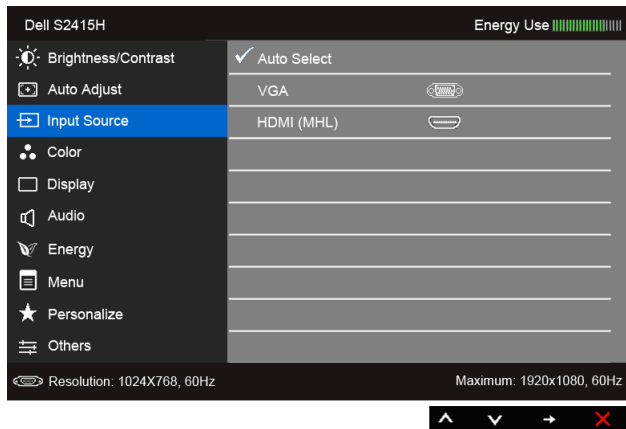 Dell S2415H Energy Use
Brightness/Contrast Auto Select
Auto Adjust VGA
Input Source HDMI (MHL)
Color
Display
Audio
Energy
Menu
Personalize
Others
Resolution: 1024X768, 60Hz Maximum: 1920x1080, 60Hz